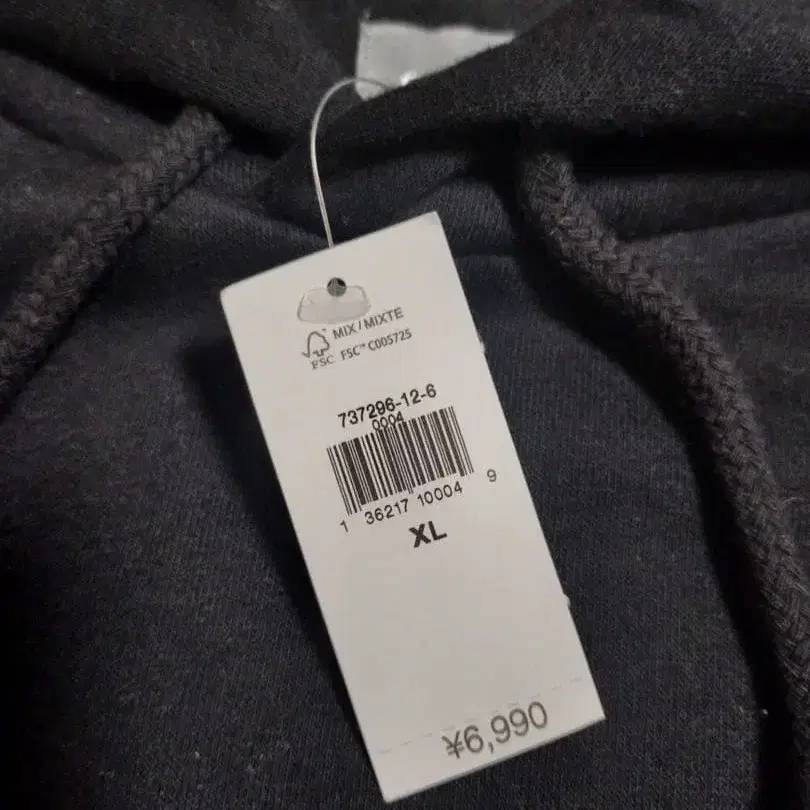 MIX / MIXTE
FSC FSC™ C005725
737296-12-6
0004
1 36217 10004 9
XL
¥6,990